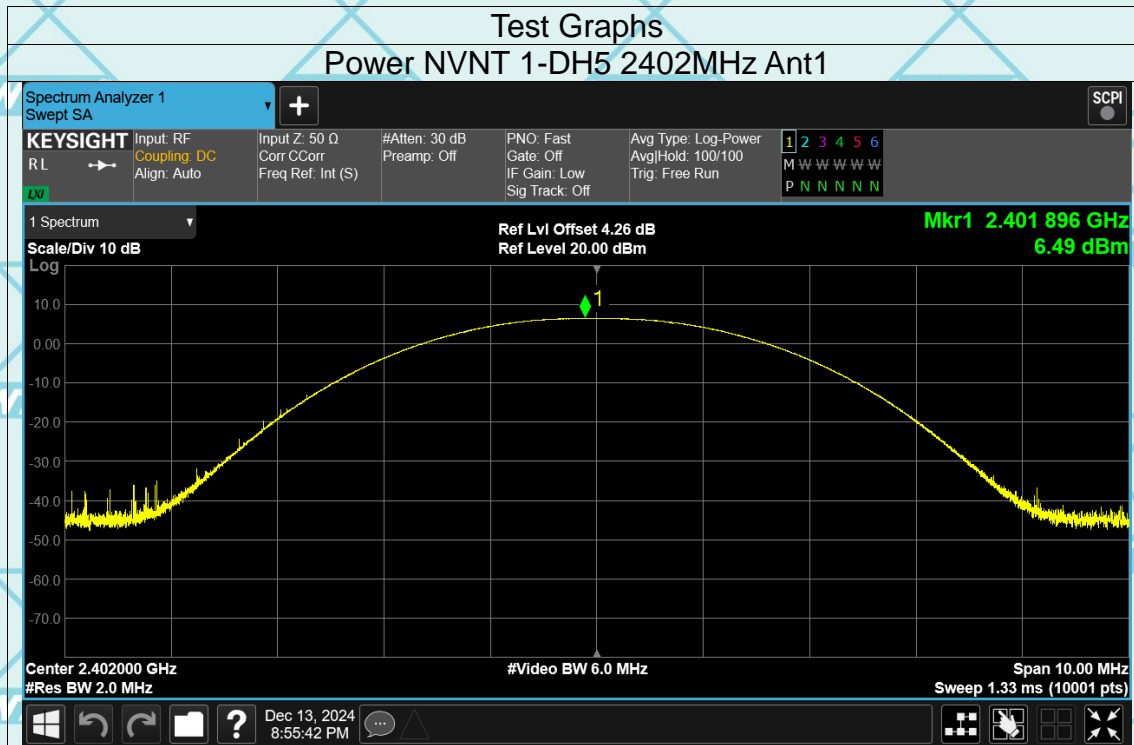 Test Graphs
Power NVNT 1-DH5 2402MHz Ant1
Spectrum Analyzer 1
Swept SA
+
SCPI
KEYSIGHT
RL
LXI
Input: RF
Coupling: DC
Align: Auto
Input Z: 50 Ω
Corr CCorr
Freq Ref: Int (S)
#Atten: 30 dB
Preamp: Off
PNO: Fast
Gate: Off
IF Gain: Low
Sig Track: Off
Avg Type: Log-Power
Avg|Hold: 100/100
Trig: Free Run
1 2 3 4 5 6
M W W W W W
P N N N N N N
1 Spectrum
Scale/Div 10 dB
Ref Lvl Offset 4.26 dB
Ref Level 20.00 dBm
Mkr1 2.401 896 GHz
6.49 dBm
Log
1
10.0
0.00
-10.0
-20.0
-30.0
-40.0
-50.0
-60.0
-70.0
Center 2.402000 GHz
#Res BW 2.0 MHz
#Video BW 6.0 MHz
Span 10.00 MHz
Sweep 1.33 ms (10001 pts)
?
Dec 13, 2024
8:55:42 PM